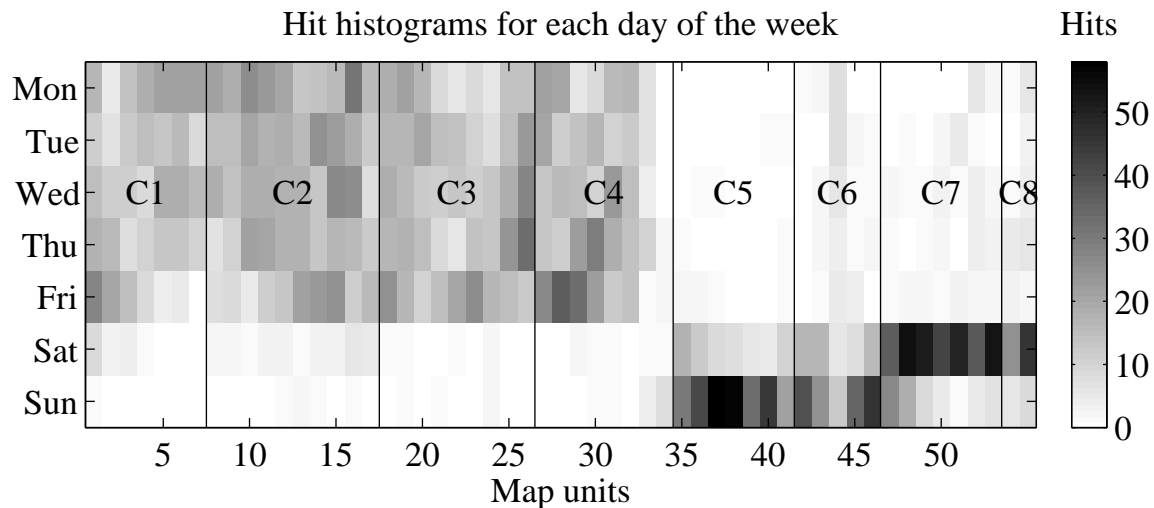 Hit histograms for each day of the week
Hits
Mon
Tue
Wed
Thu
Fri
Sat
Sun
C1 C2 C3 C4 C5 C6 C7 C8
50
40
30
20
10
0
5 10 15 20 25 30 35 40 45 50
Map units